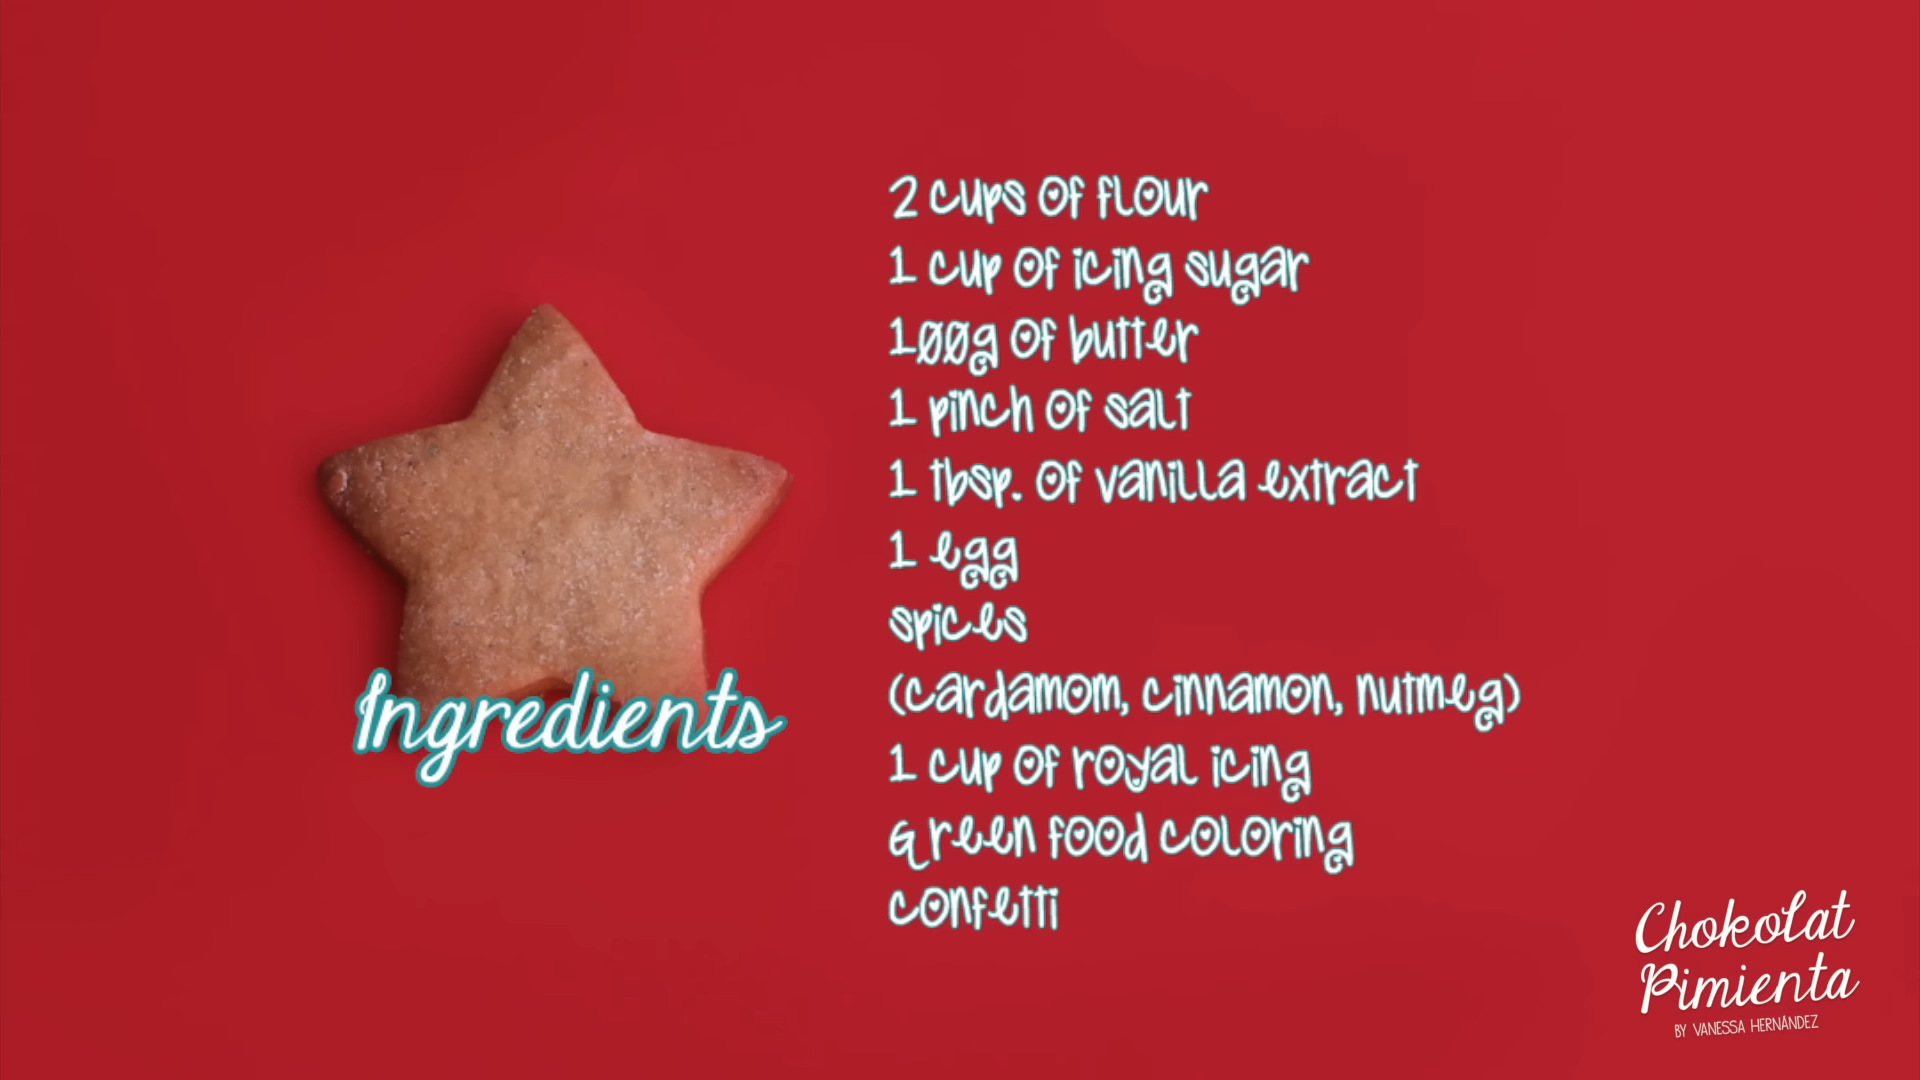 Ingredients
2 cups of flour
1 cup of icing sugar
100g of butter
1 pinch of salt
1 tbsp. of vanilla extract
1 egg
spices
(cardamom, cinnamon, nutmeg)
1 cup of royal icing
Green food coloring
confetti
Chokolat
Pimienta
BY VANESSA HERNÁNDEZ